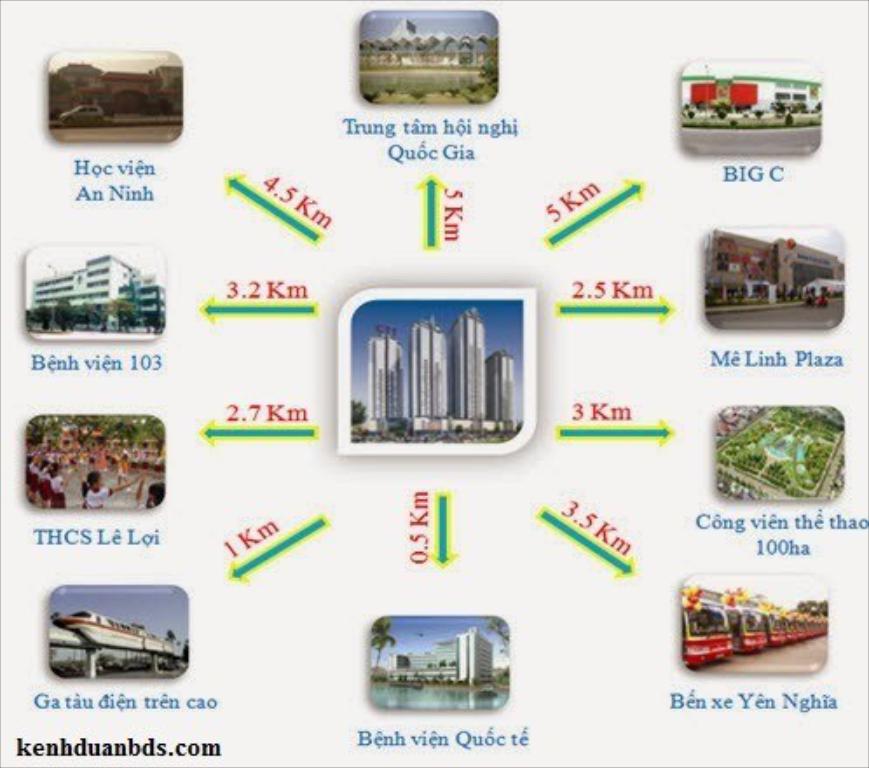 Trung tâm hội nghị
Quốc Gia
Học viện
An Ninh
BIG C
4.5 Km
5 Km
5 Km
3.2 Km
2.5 Km
Bệnh viện 103
Mê Linh Plaza
2.7 Km
3 Km
THCS Lê Lợi
Công viên thể thao
100ha
1 Km
0.5 Km
3.5 Km
Ga tàu điện trên cao
Bệnh viện Quốc tế
Bến xe Yên Nghĩa
kenhduanbds.com